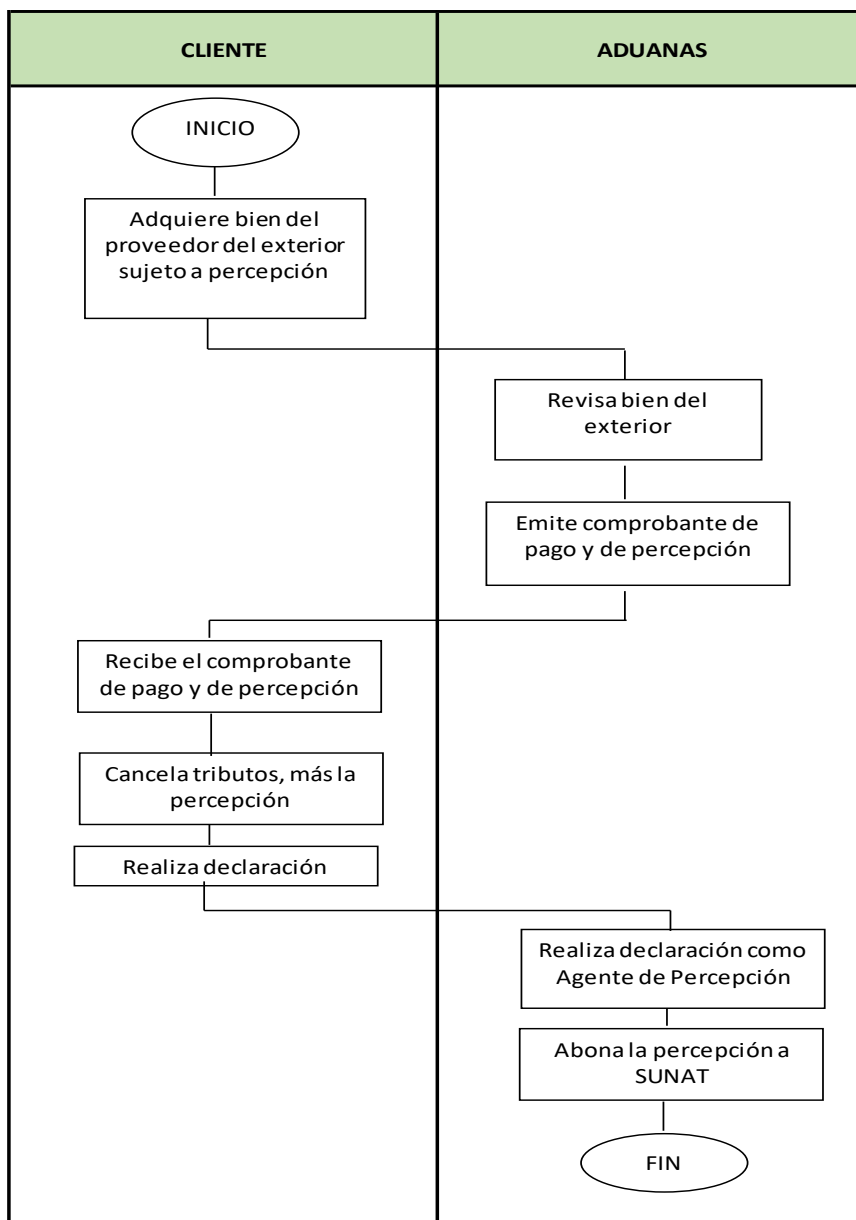 CLIENTE
ADUANAS
INICIO
Adquiere bien del
proveedor del exterior
sujeto a percepción
Revisa bien del
exterior
Emite comprobante de
pago y de percepción
Recibe el comprobante
de pago y de percepción
Cancela tributos, más la
percepción
Realiza declaración
Realiza declaración como
Agente de Percepción
Abona la percepción a
SUNAT
FIN